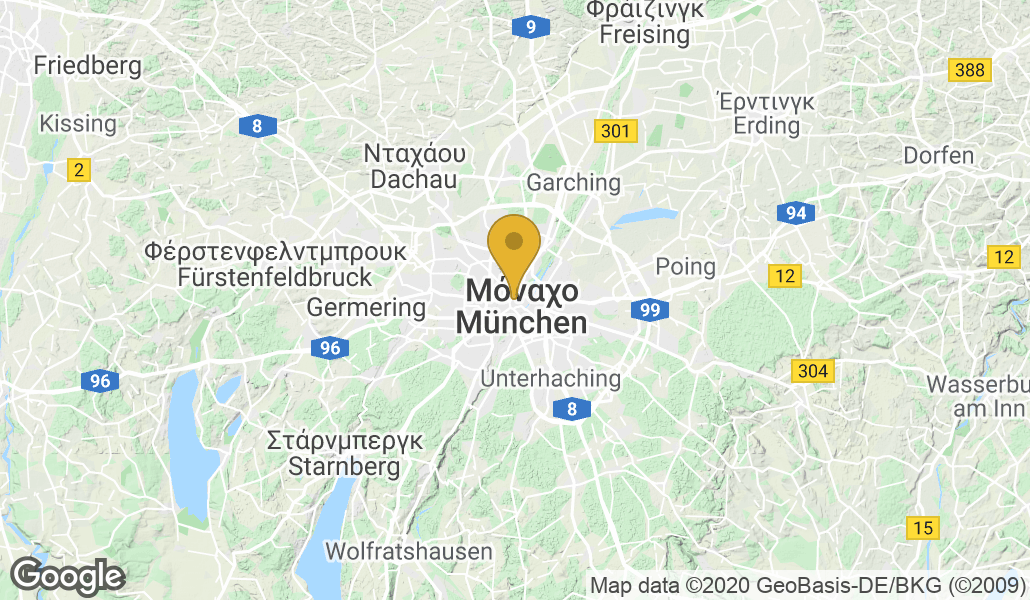 Φράιζινγκ
Freising
9
Friedberg
388
Kissing
8
301
Έρντινγκ
Erding
Νταχάου
Dachau
Dorfen
2
Garching
94
Φέρστενφελντμπρουκ
Fürstenfeldbruck
12
Poing
12
Μόναχο
München
Germering
99
96
96
Unterhaching
304
Wasserbu
am Inn
8
Στάρνμπεργκ
Starnberg
15
Wolfratshausen
Google
Map data ©2020 GeoBasis-DE/BKG (©2009)